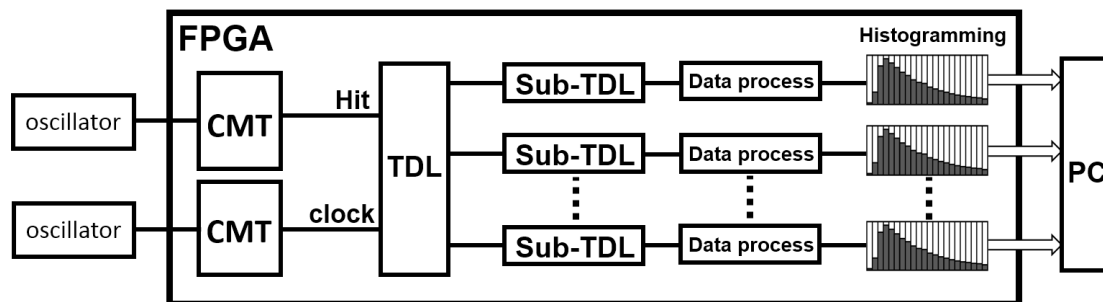 FPGA
Histogramming
oscillator
CMT
Hit
TDL
Sub-TDL
Data process
Sub-TDL
Data process
PC
oscillator
CMT
clock
Sub-TDL
Data process